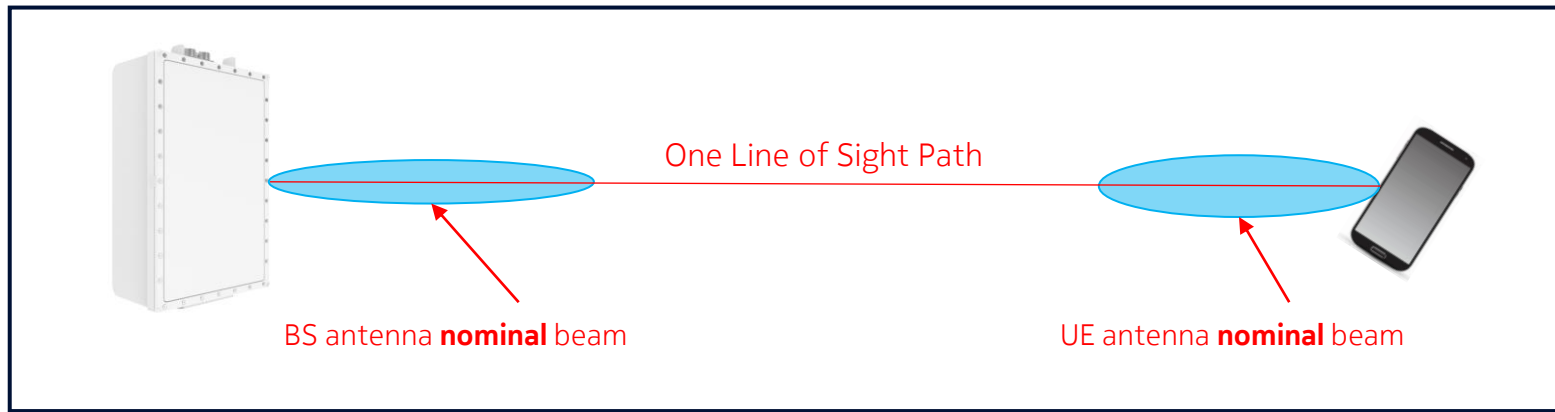 One Line of Sight Path
BS antenna nominal beam
UE antenna nominal beam